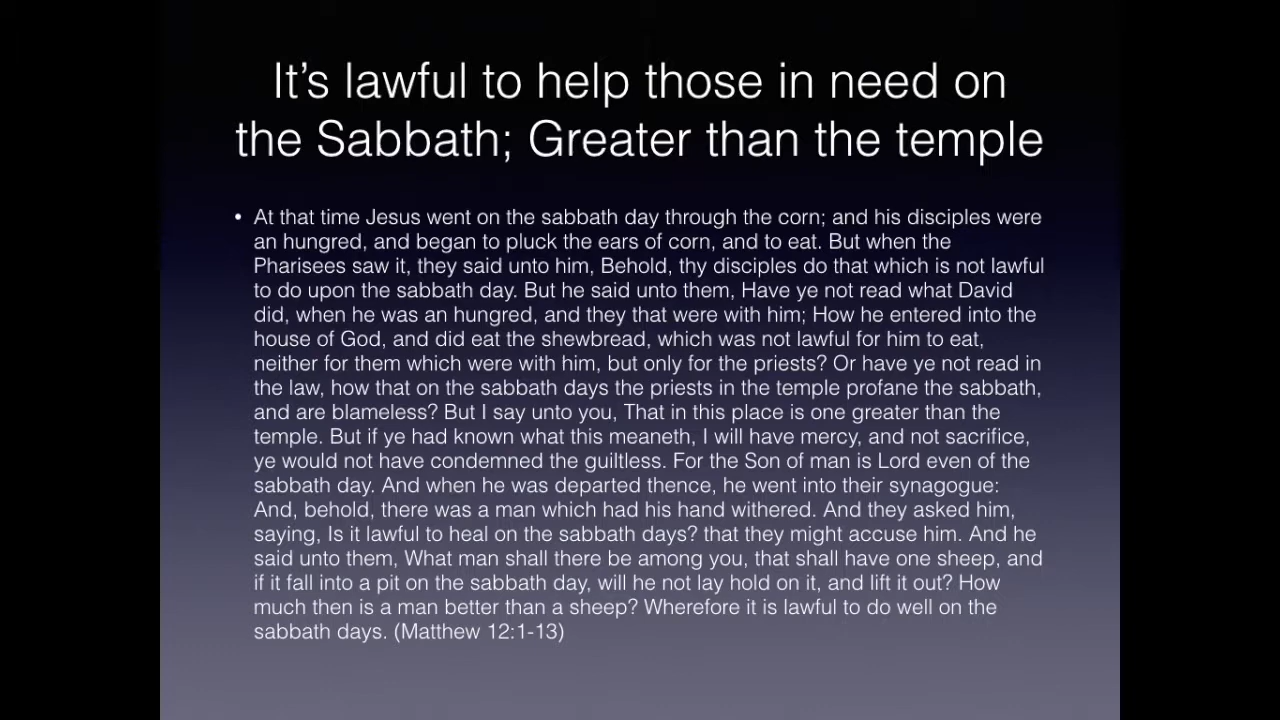 It’s lawful to help those in need on
the Sabbath; Greater than the temple
• At that time Jesus went on the sabbath day through the corn; and his disciples were
an hungred, and began to pluck the ears of corn, and to eat. But when the
Pharisees saw it, they said unto him, Behold, thy disciples do that which is not lawful
to do upon the sabbath day. But he said unto them, Have ye not read what David
did, when he was an hungred, and they that were with him; How he entered into the
house of God, and did eat the shewbread, which was not lawful for him to eat,
neither for them which were with him, but only for the priests? Or have ye not read in
the law, how that on the sabbath days the priests in the temple profane the sabbath,
and are blameless? But I say unto you, That in this place is one greater than the
temple. But if ye had known what this meaneth, I will have mercy, and not sacrifice,
ye would not have condemned the guiltless. For the Son of man is Lord even of the
sabbath day. And when he was departed thence, he went into their synagogue:
And, behold, there was a man which had his hand withered. And they asked him,
saying, Is it lawful to heal on the sabbath days? that they might accuse him. And he
said unto them, What man shall there be among you, that shall have one sheep, and
if it fall into a pit on the sabbath day, will he not lay hold on it, and lift it out? How
much then is a man better than a sheep? Wherefore it is lawful to do well on the
sabbath days. (Matthew 12:1-13)